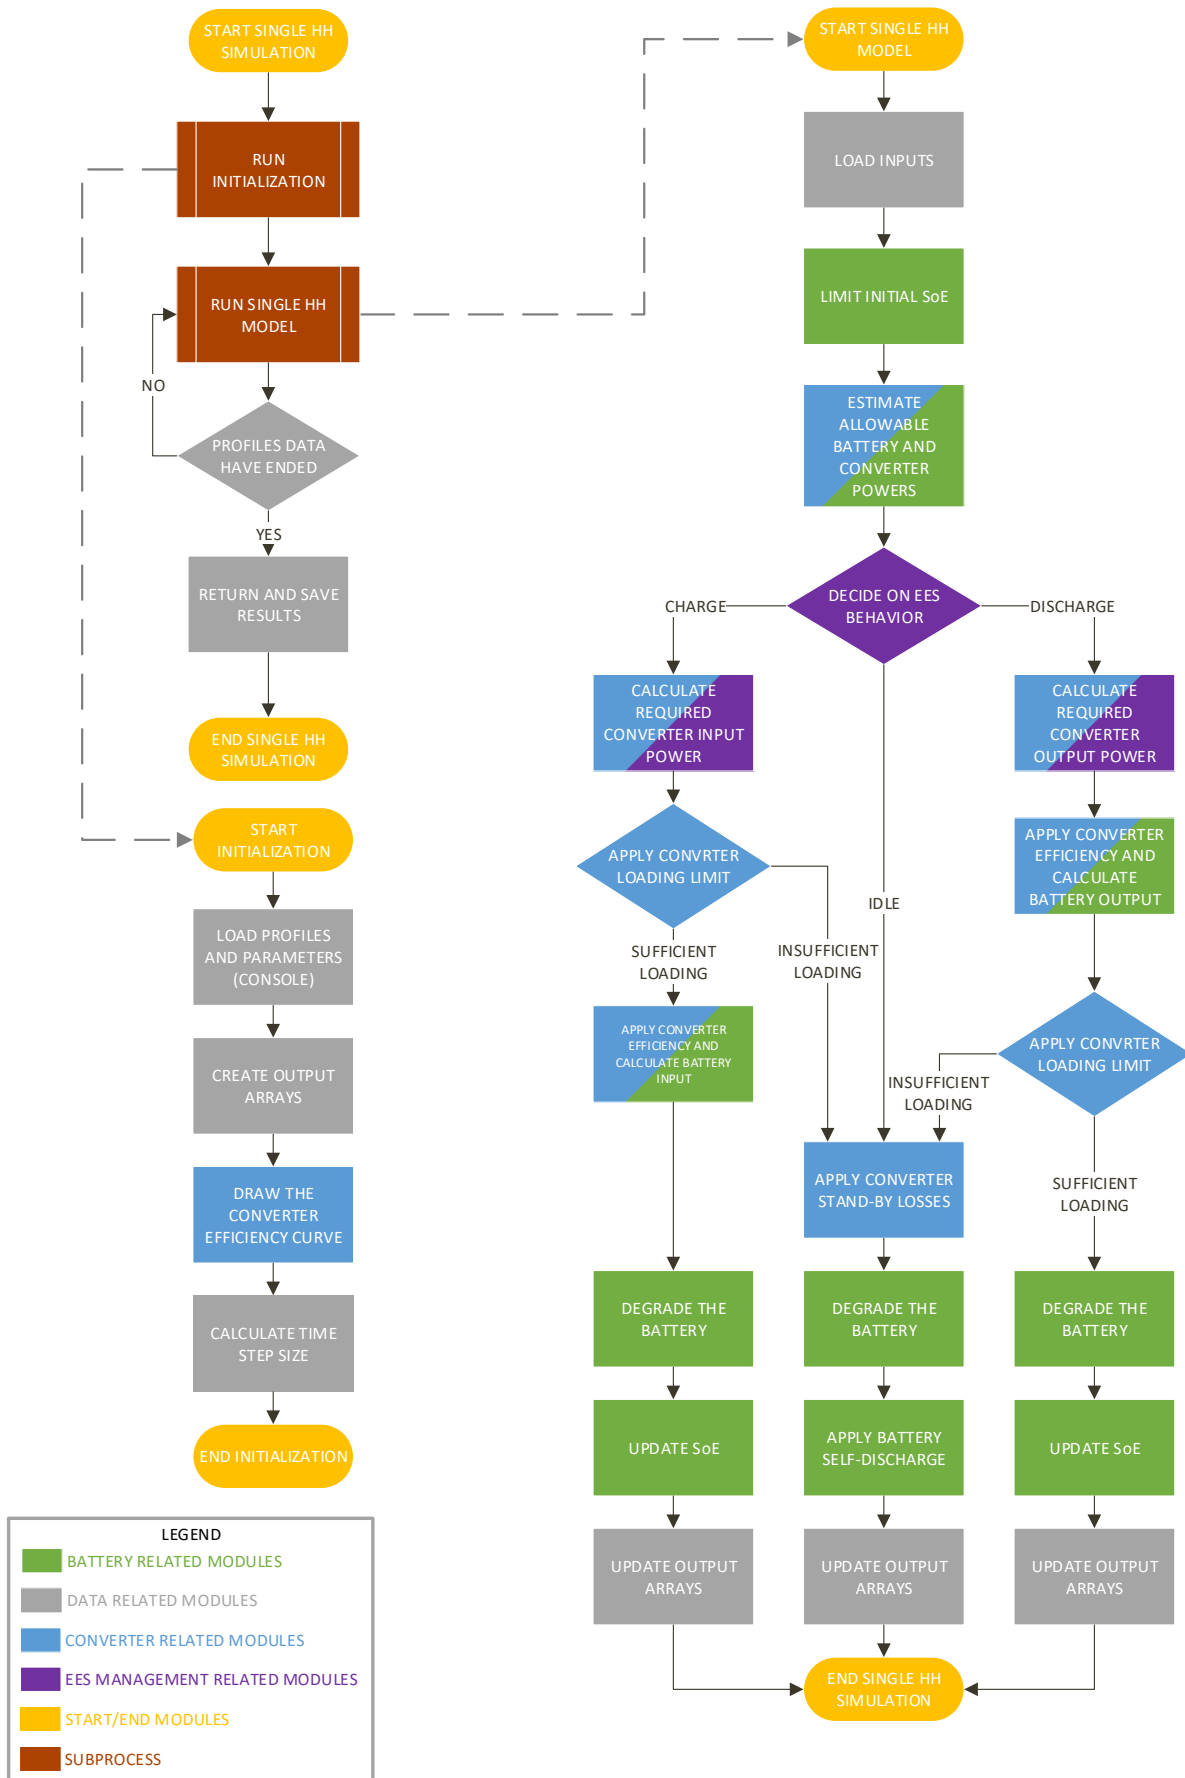 START SINGLE HH
SIMULATION
RUN
INITIALIZATION
RUN SINGLE HH
MODEL
NO
PROFILES DATA
HAVE ENDED
YES
RETURN AND SAVE
RESULTS
END SINGLE HH
SIMULATION
START
INITIALIZATION
LOAD PROFILES
AND PARAMETERS
(CONSOLE)
CREATE OUTPUT
ARRAYS
DRAW THE
CONVERTER
EFFICIENCY CURVE
CALCULATE TIME
STEP SIZE
END INITIALIZATION
START SINGLE HH
MODEL
LOAD INPUTS
LIMIT INITIAL SoE
ESTIMATE
ALLOWABLE
BATTERY AND
CONVERTER
POWERS
DECIDE ON EES
BEHAVIOR
CHARGE
DISCHARGE
IDLE
CALCULATE
REQUIRED
CONVERTER INPUT
POWER
APPLY CONVRTER
LOADING LIMIT
SUFFICIENT
LOADING
INSUFFICIENT
LOADING
APPLY CONVERTER
EFFICIENCY AND
CALCULATE BATTERY
INPUT
DEGRADE THE
BATTERY
UPDATE SoE
UPDATE OUTPUT
ARRAYS
APPLY CONVERTER
STAND-BY LOSSES
DEGRADE THE
BATTERY
APPLY BATTERY
SELF-DISCHARGE
UPDATE OUTPUT
ARRAYS
CALCULATE
REQUIRED
CONVERTER
OUTPUT POWER
APPLY CONVERTER
EFFICIENCY AND
CALCULATE
BATTERY OUTPUT
APPLY CONVRTER
LOADING LIMIT
INSUFFICIENT
LOADING
SUFFICIENT
LOADING
DEGRADE THE
BATTERY
UPDATE SoE
UPDATE OUTPUT
ARRAYS
END SINGLE HH
SIMULATION
LEGEND
BATTERY RELATED MODULES
DATA RELATED MODULES
CONVERTER RELATED MODULES
EES MANAGEMENT RELATED MODULES
START/END MODULES
SUBPROCESS